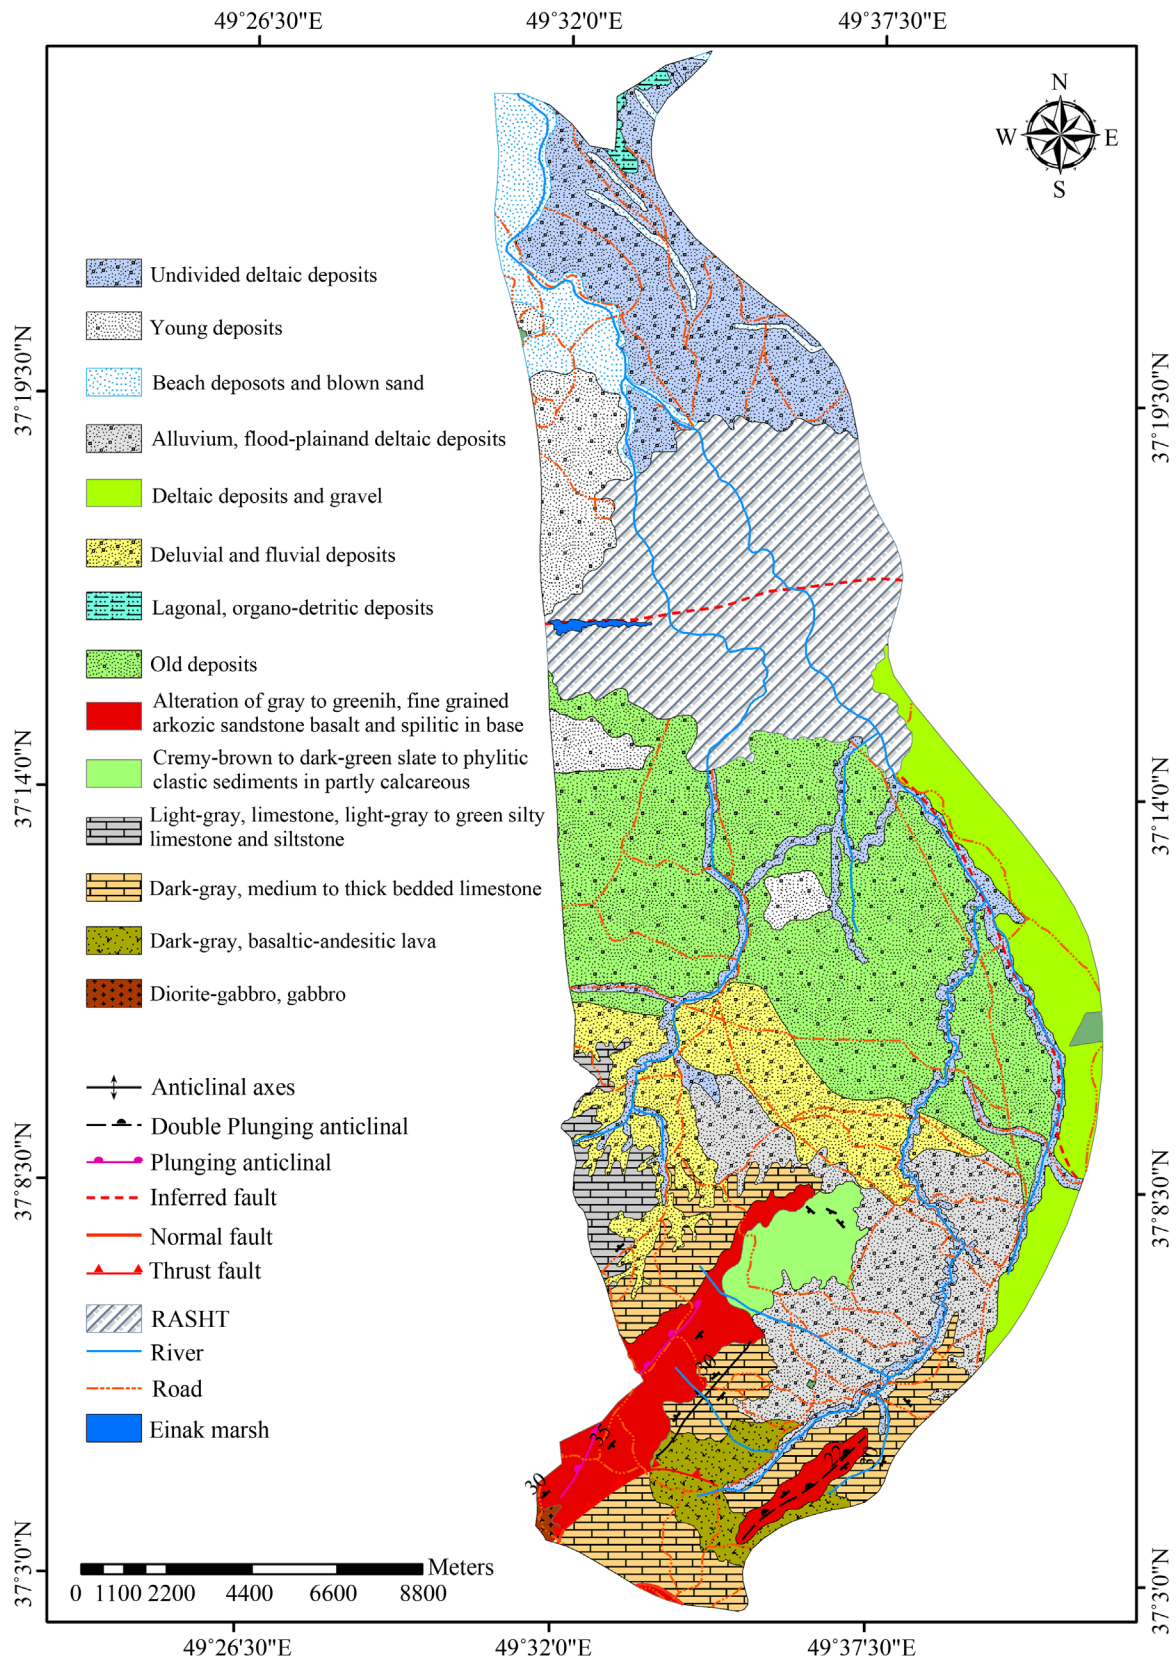 49°26'30"E
49°32'0"E
49°37'30"E
N
W
E
S
Undivided deltaic deposits
Young deposits
37°19'30"N
37°19'30"N
Beach deposots and blown sand
Alluvium, flood-plainand deltaic deposits
Deltaic deposits and gravel
Deluvial and fluvial deposits
Lagonal, organo-detritic deposits
Old deposits
Alteration of gray to greenih, fine grained
arkozic sandstone basalt and spilitic in base
37°14'0"N
37°14'0"N
Cremy-brown to dark-green slate to phylitic
clastic sediments in partly calcareous
Light-gray, limestone, light-gray to green silty
limestone and siltstone
Dark-gray, medium to thick bedded limestone
Dark-gray, basaltic-andesitic lava
Diorite-gabbro, gabbro
Anticlinal axes
Double Plunging anticlinal
37°8'30"N
37°8'30"N
Plunging anticlinal
Inferred fault
Normal fault
Thrust fault
RASHT
River
30
Road
Einak marsh
35
22
30
30
37°3'0"N
37°3'0"N
Meters
0 1100 2200 4400 6600 8800
49°26'30"E
49°32'0"E
49°37'30"E